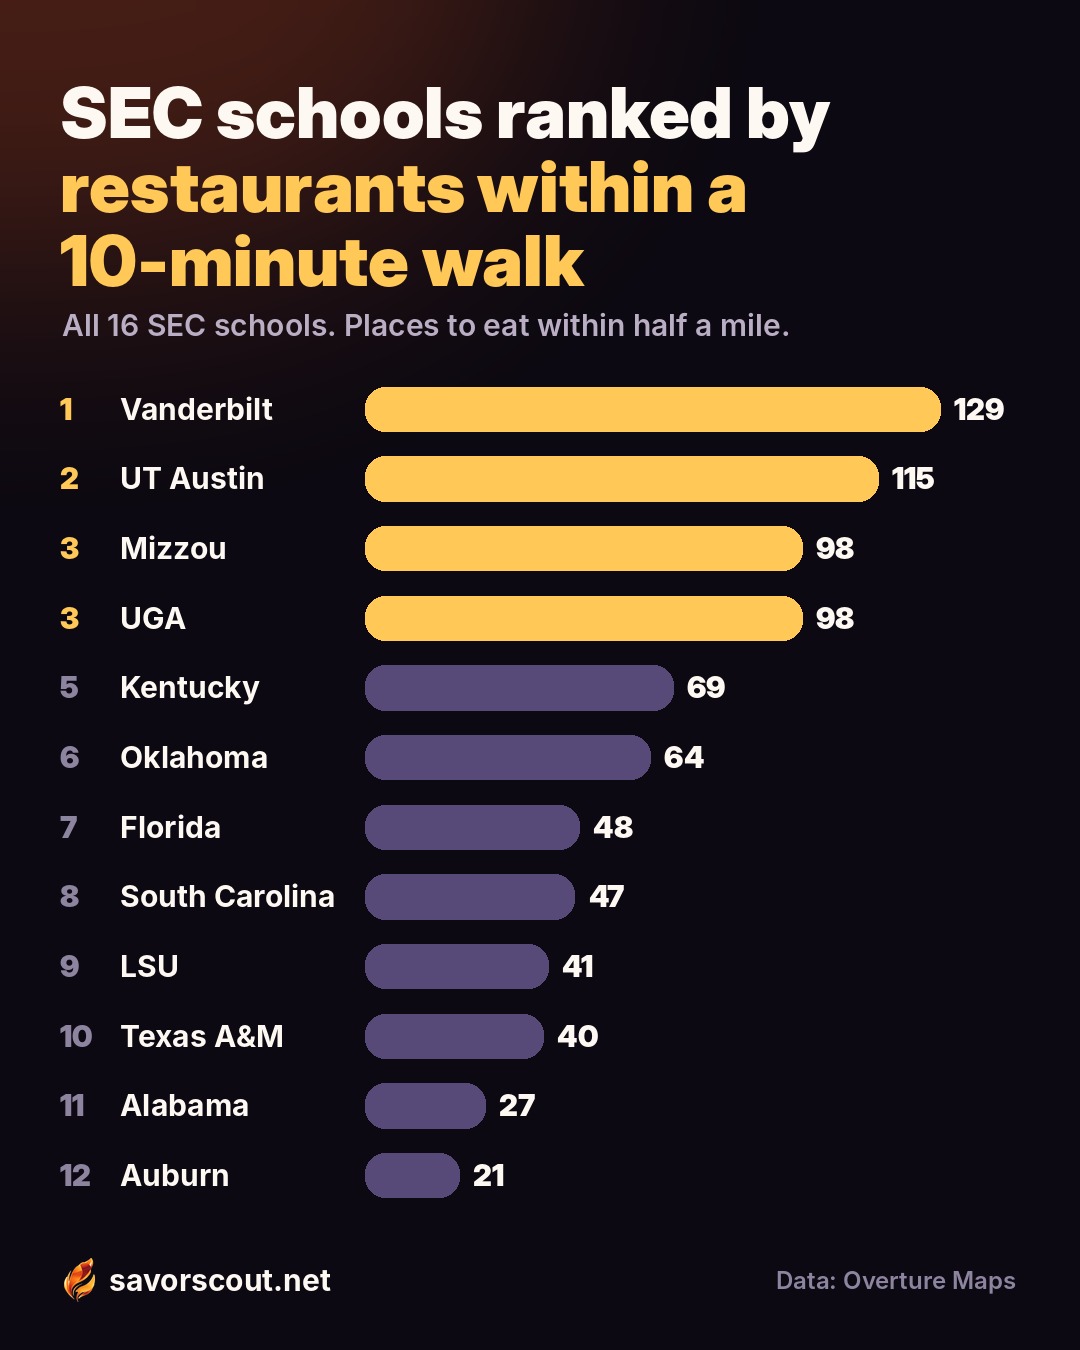 SEC schools ranked by
restaurants within a
10-minute walk
All 16 SEC schools. Places to eat within half a mile.
1 Vanderbilt 129
2 UT Austin 115
3 Mizzou 98
3 UGA 98
5 Kentucky 69
6 Oklahoma 64
7 Florida 48
8 South Carolina 47
9 LSU 41
10 Texas A&M 40
11 Alabama 27
12 Auburn 21
savorscout.net Data: Overture Maps